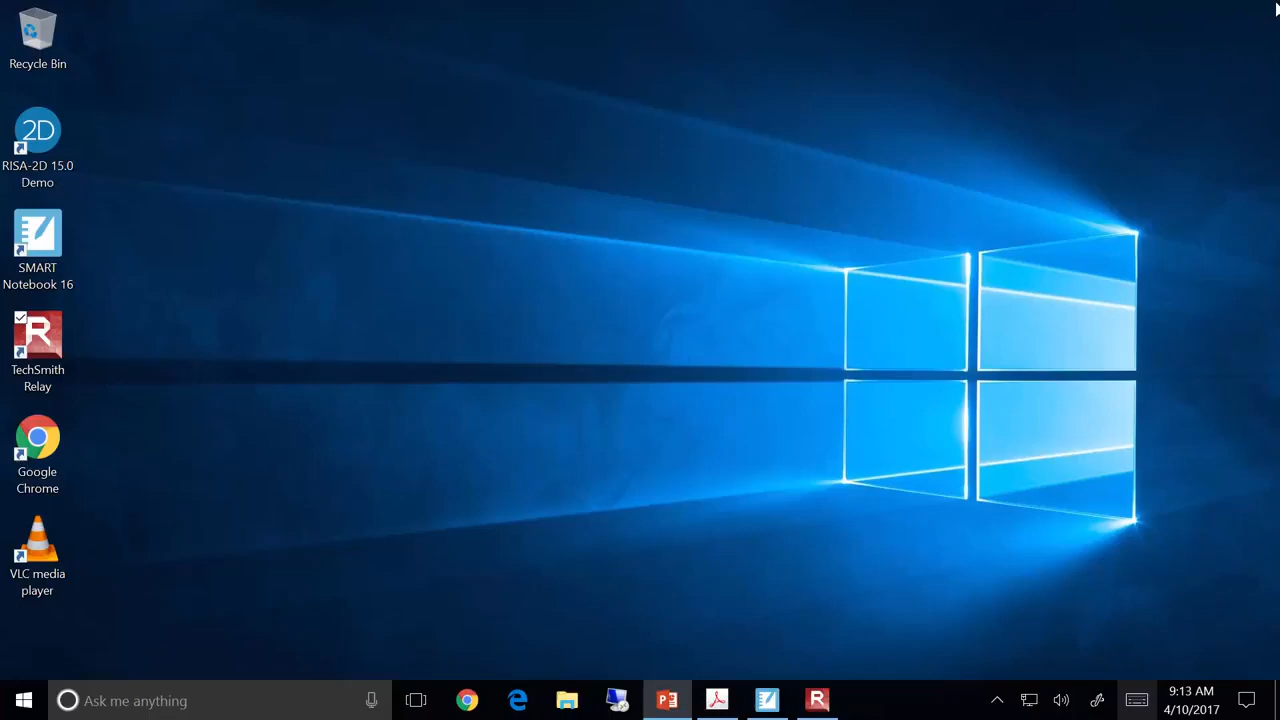 Recycle Bin
2D
RISA-2D 15.0
Demo
SMART
Notebook 16
R
TechSmith
Relay
Google
Chrome
VLC media
player
Ask me anything
R
9:13 AM
4/10/2017